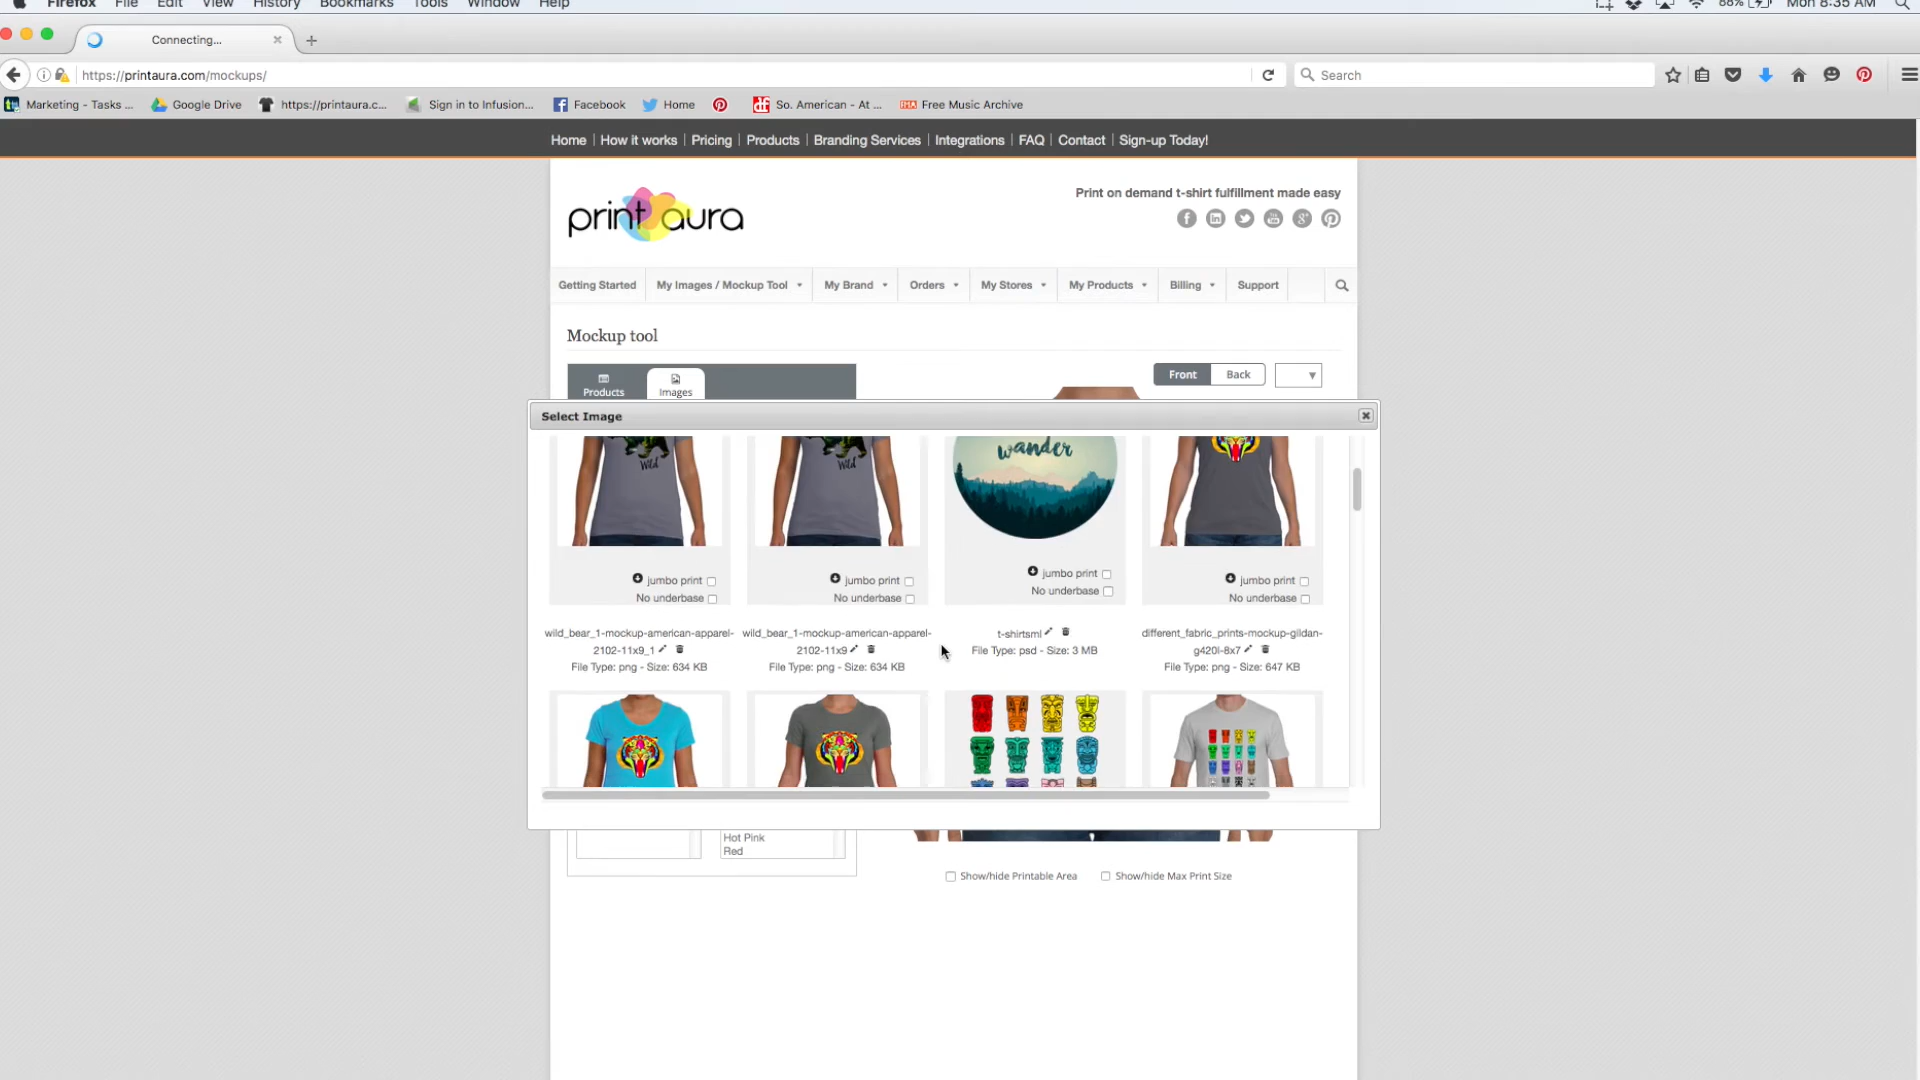 Firefox File Edit View History Bookmarks Tools Window Help 88% Mon 8:35 AM
Connecting...
https://printaura.com/mockups/ Search
Marketing - Tasks ... Google Drive https://printaura.c... Sign in to Infusion... Facebook Home So. American - At ... Free Music Archive
Home How it works Pricing Products Branding Services Integrations FAQ Contact Sign-up Today!
print aura
Print on demand t-shirt fulfillment made easy
Getting Started My Images / Mockup Tool My Brand Orders My Stores My Products Billing Support
Mockup tool
Products Images
Front Back
Select Image
Wild Wild wander
jumbo print jumbo print jumbo print jumbo print
No underbase No underbase No underbase No underbase
wild_bear_1-mockup-american-apparel- wild_bear_1-mockup-american-apparel- t-shirtsml different_fabric_prints-mockup-gildan-
2102-11x9_1 2102-11x9 File Type: psd - Size: 3 MB g420l-8x7
File Type: png - Size: 634 KB File Type: png - Size: 634 KB File Type: png - Size: 647 KB
Hot Pink
Red
Show/hide Printable Area Show/hide Max Print Size